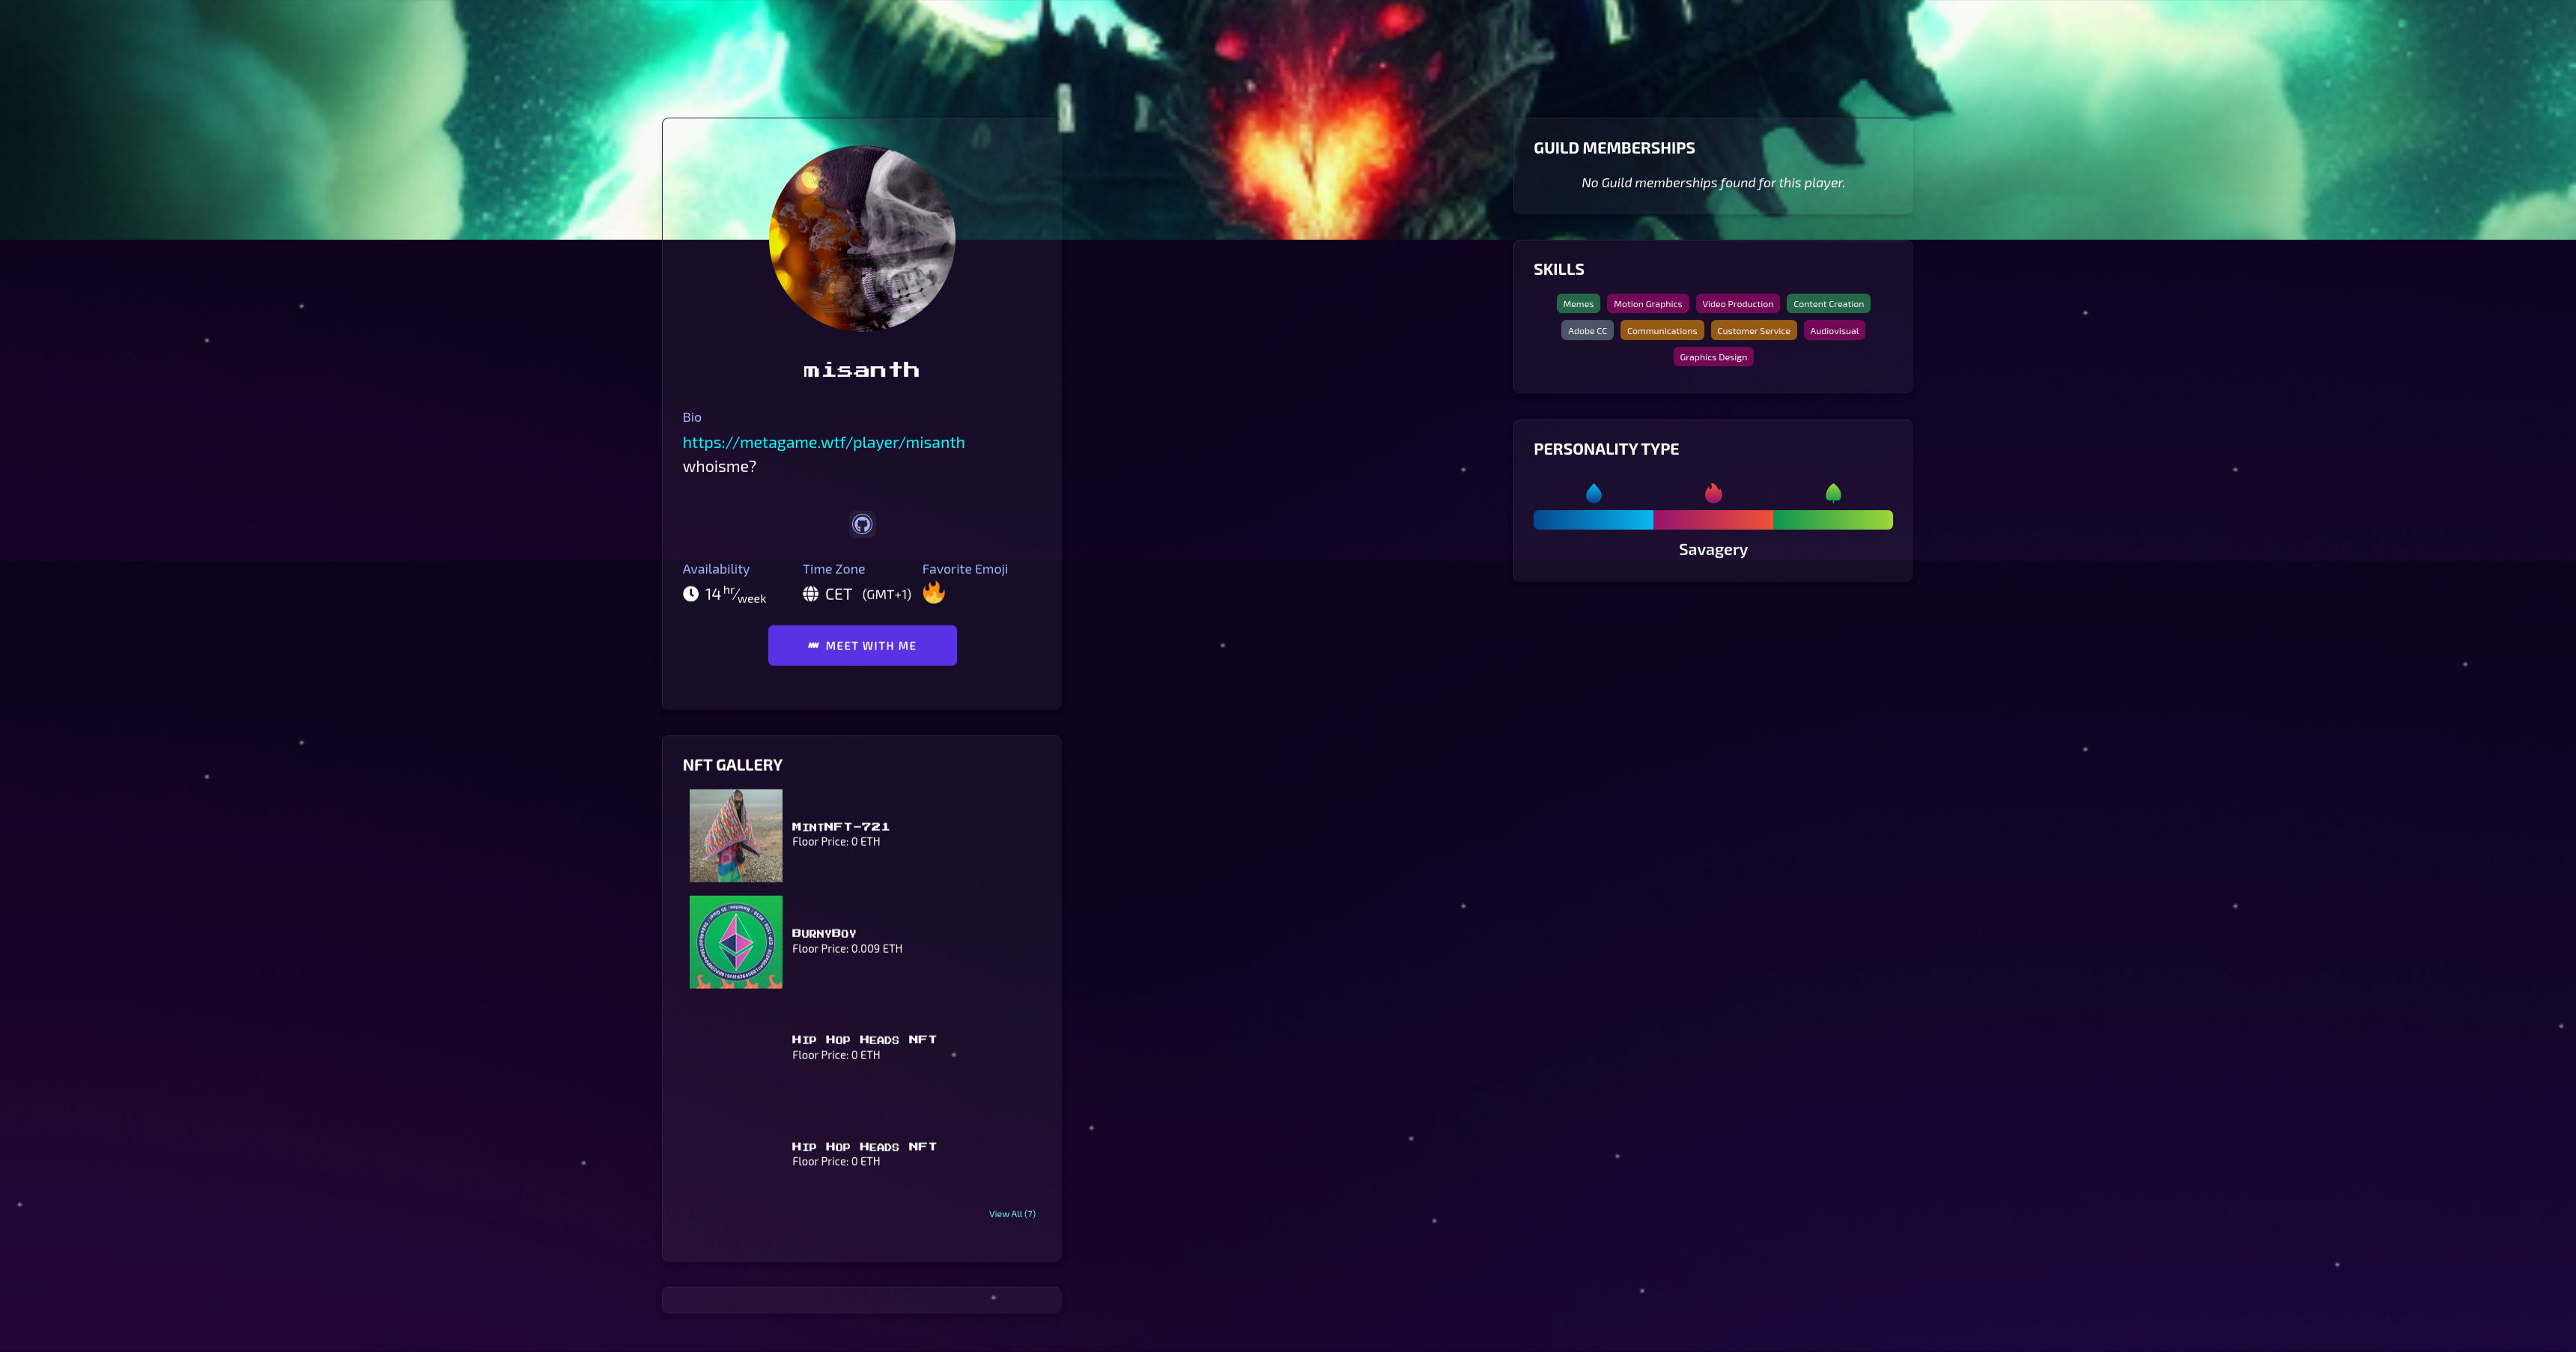 misanth
Bio
https://metagame.wtf/player/misanth
whoisme?
Availability
14 hr/week
Time Zone
CET (GMT+1)
Favorite Emoji
MEET WITH ME
NFT GALLERY
MintNFT-721
Floor Price: 0 ETH
BurnyBoy
Floor Price: 0.009 ETH
Hip Hop Heads NFT
Floor Price: 0 ETH
Hip Hop Heads NFT
Floor Price: 0 ETH
View All (7)
GUILD MEMBERSHIPS
No Guild memberships found for this player.
SKILLS
Memes Motion Graphics Video Production Content Creation
Adobe CC Communications Customer Service Audiovisual
Graphics Design
PERSONALITY TYPE
Savagery